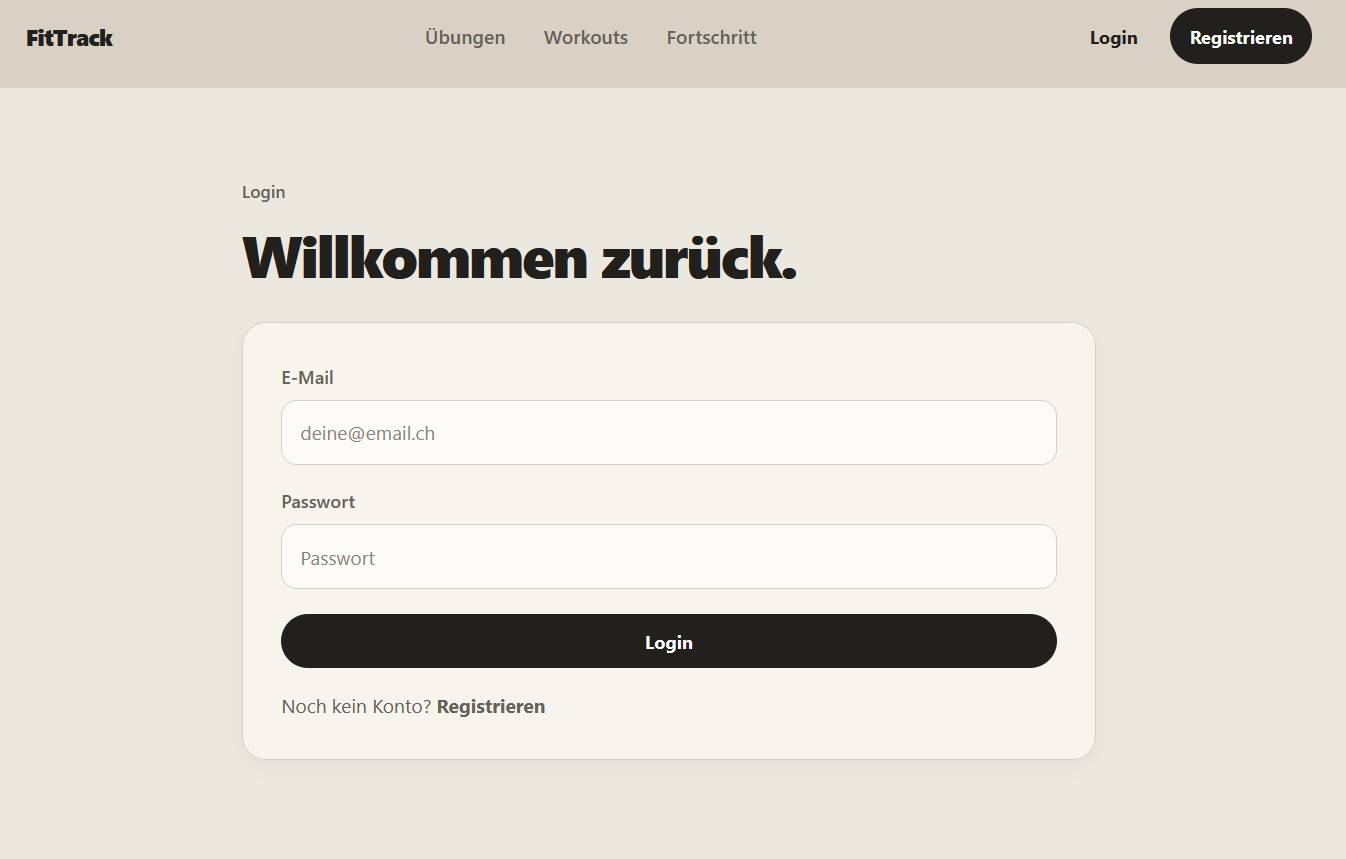 FitTrack Übungen Workouts Fortschritt Login Registrieren
Login
Willkommen zurück.
E-Mail
deine@email.ch
Passwort
Passwort
Login
Noch kein Konto? Registrieren